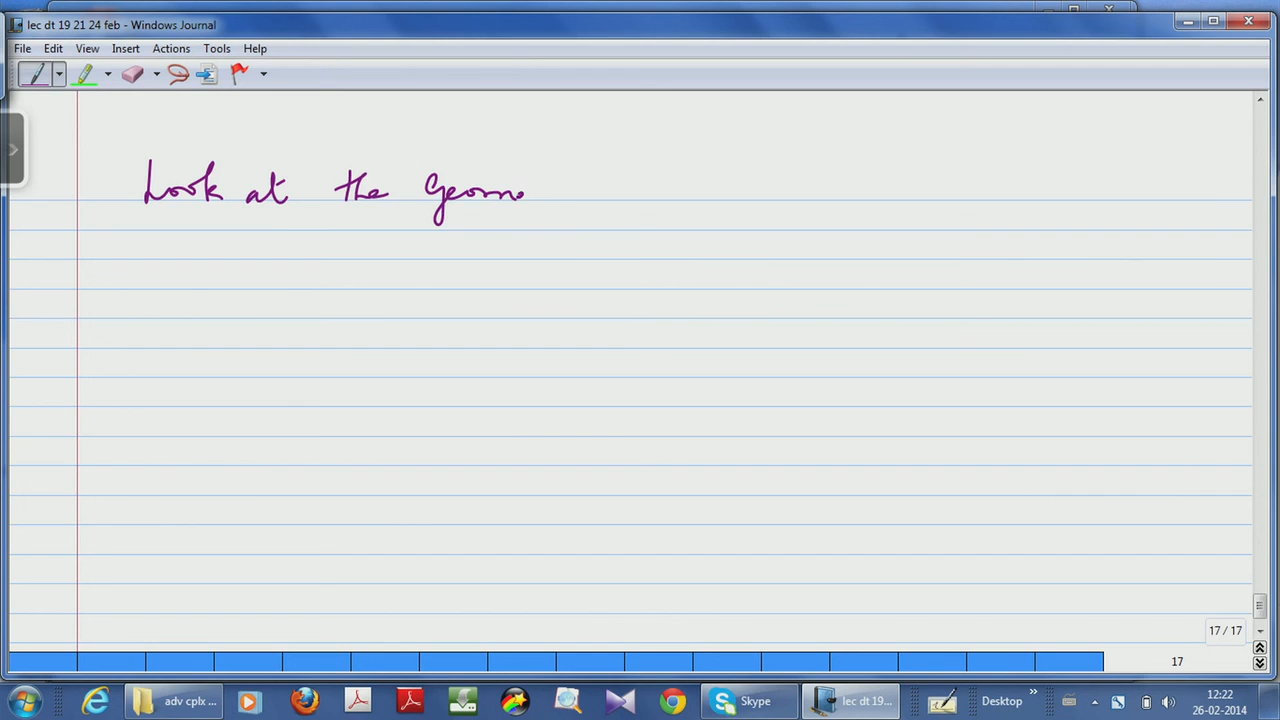 lec dt 19 21 24 feb - Windows Journal
File Edit View Insert Actions Tools Help
Look at the Geome
17 / 17
17
adv cplx ...
Skype
lec dt 19...
Desktop
12:22
26-02-2014